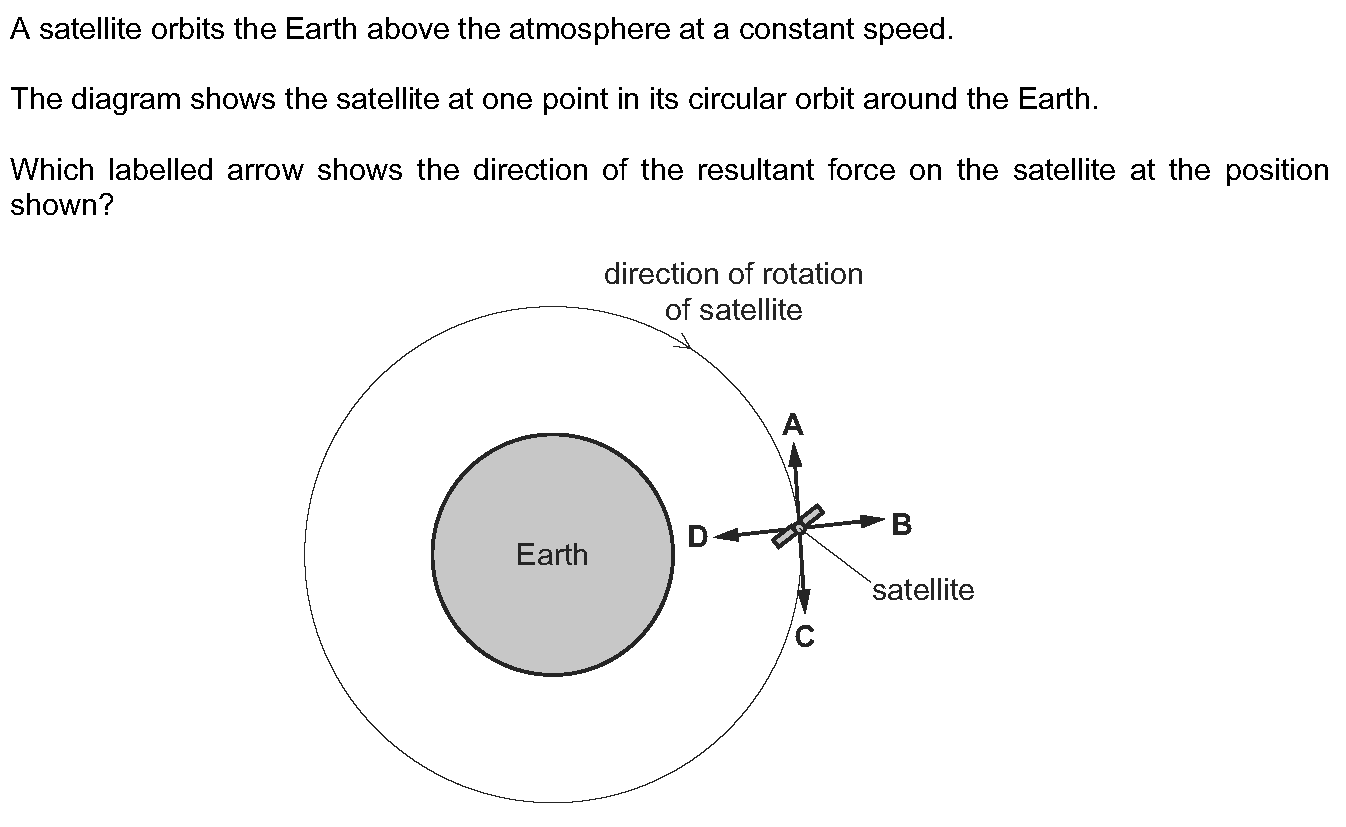 A satellite orbits the Earth above the atmosphere at a constant speed.
The diagram shows the satellite at one point in its circular orbit around the Earth.
Which labelled arrow shows the direction of the resultant force on the satellite at the position
shown?
direction of rotation
of satellite
A
B
D
Earth
satellite
C